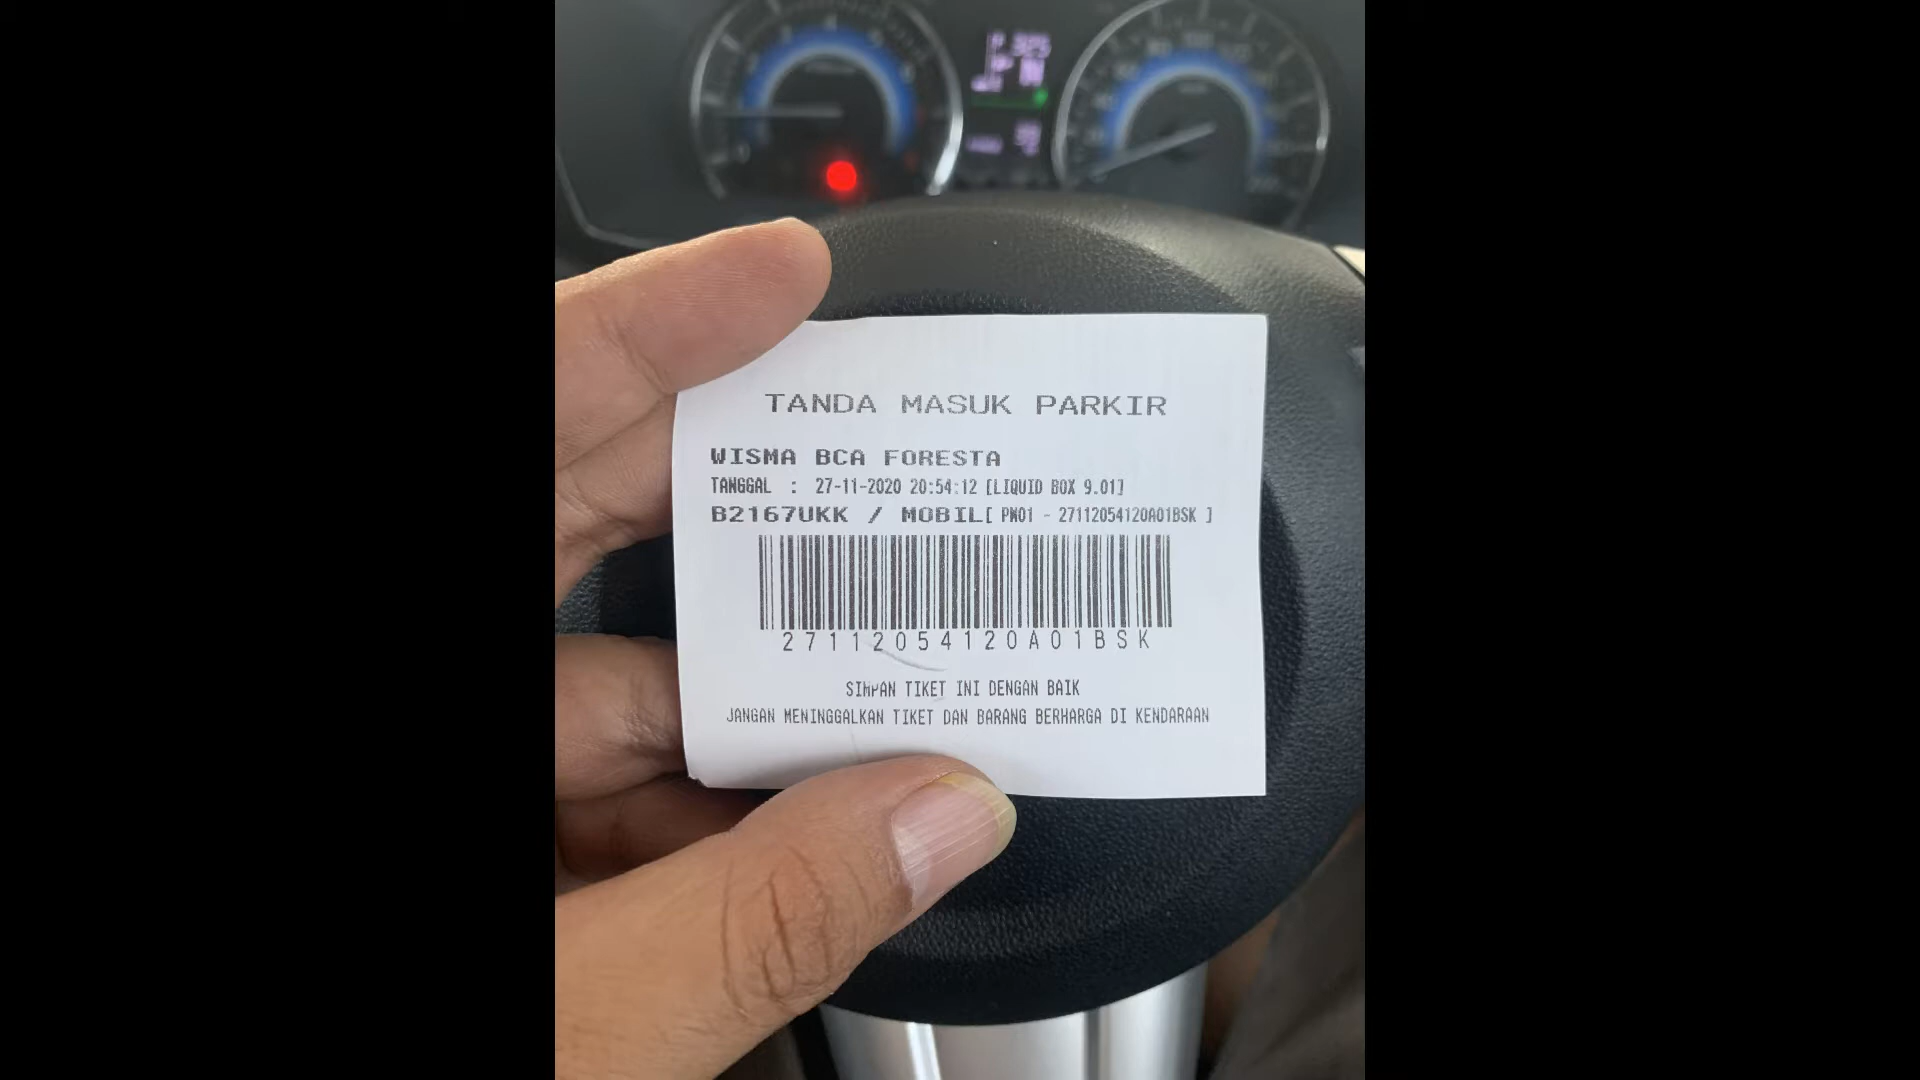 TANDA MASUK PARKIR
WISMA BCA FORESTA
TANGGAL : 27-11-2020 20:54:12 [LIQUID BOX 9.01]
B2167UKK / MOBIL[ PM01 - 27112054120A01BSK ]
27112054120A01BSK
SIMPAN TIKET INI DENGAN BAIK
JANGAN MENINGGALKAN TIKET DAN BARANG BERHARGA DI KENDARAAN